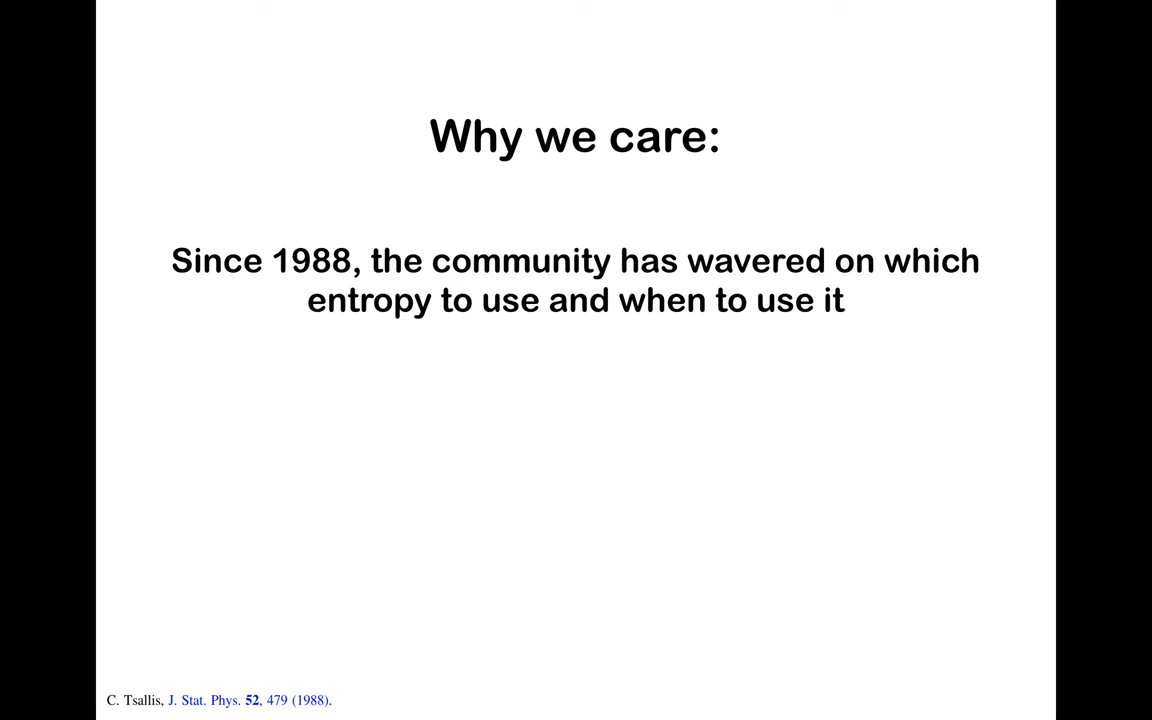 Why we care:
Since 1988, the community has wavered on which
entropy to use and when to use it
C. Tsallis, J. Stat. Phys. 52, 479 (1988).